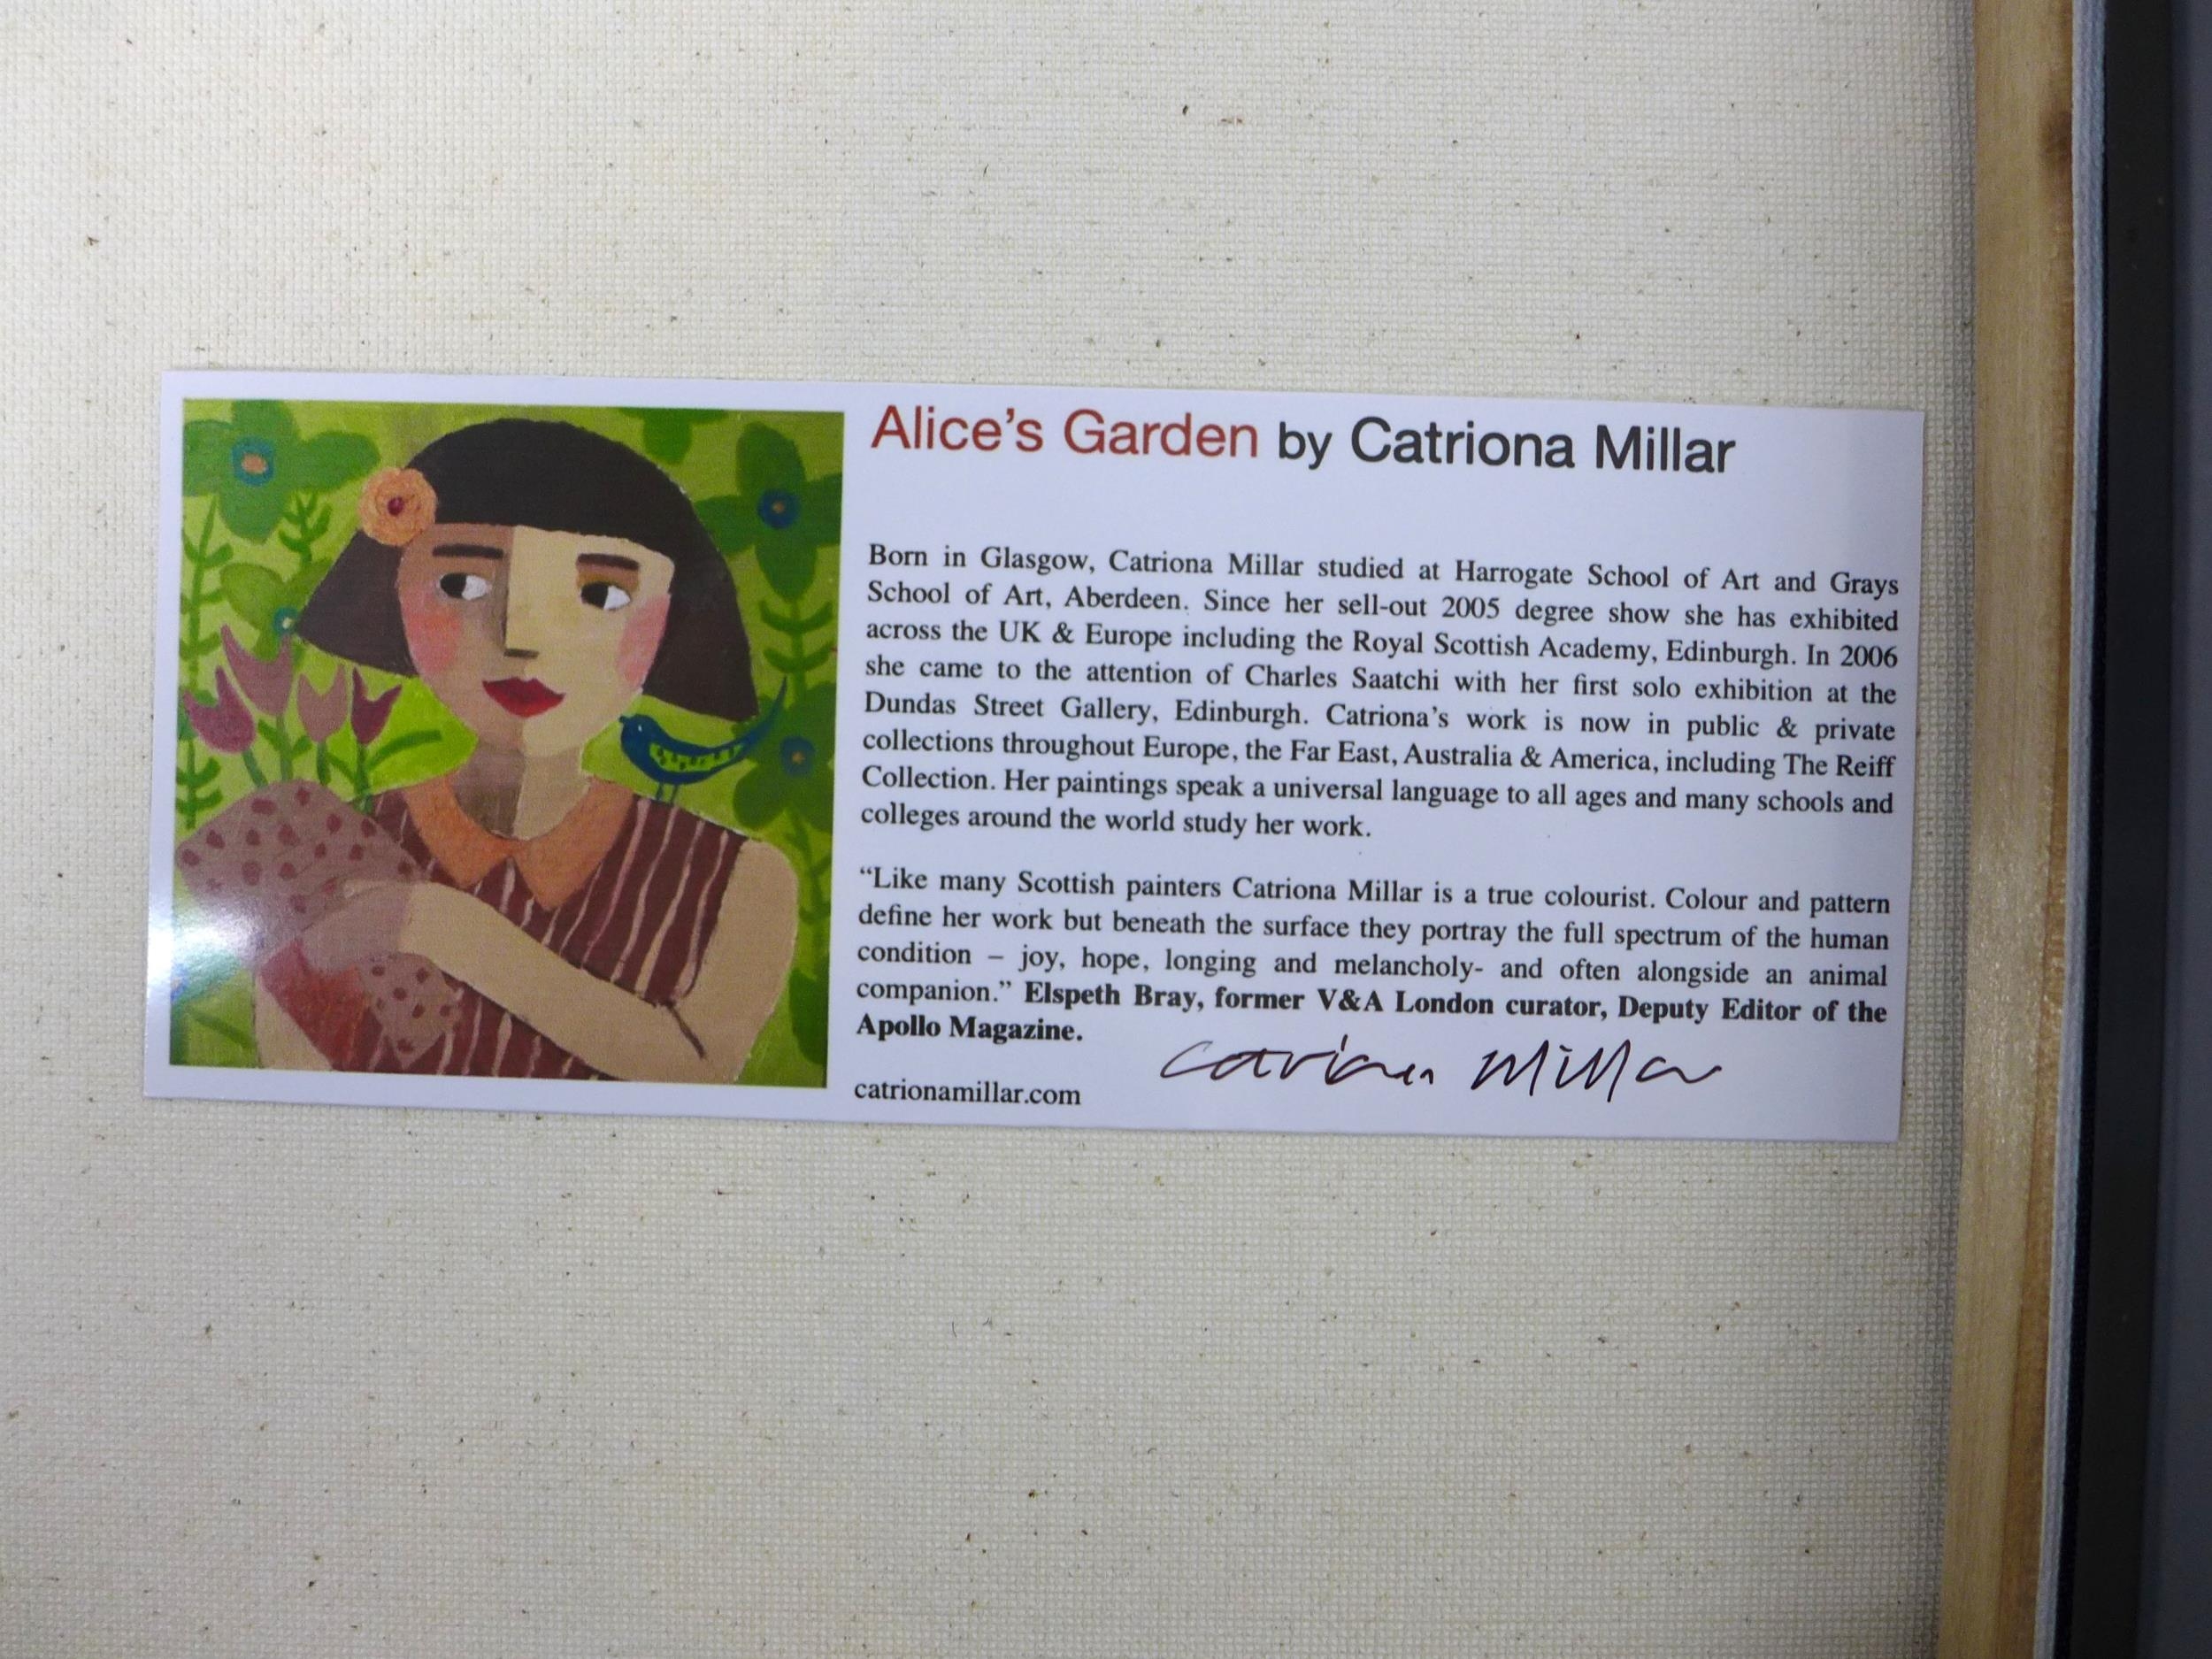 Alice's Garden by Catriona Millar
Born in Glasgow, Catriona Millar studied at Harrogate School of Art and Grays
School of Art, Aberdeen. Since her sell-out 2005 degree show she has exhibited
across the UK & Europe including the Royal Scottish Academy, Edinburgh. In 2006
she came to the attention of Charles Saatchi with her first solo exhibition at the
Dundas Street Gallery, Edinburgh. Catriona's work is now in public & private
collections throughout Europe, the Far East, Australia & America, including The Reiff
Collection. Her paintings speak a universal language to all ages and many schools and
colleges around the world study her work.
“Like many Scottish painters Catriona Millar is a true colourist. Colour and pattern
define her work but beneath the surface they portray the full spectrum of the human
condition – joy, hope, longing and melancholy- and often alongside an animal
companion.” Elspeth Bray, former V&A London curator, Deputy Editor of the
Apollo Magazine.
Catriona Millar
catrionamillar.com